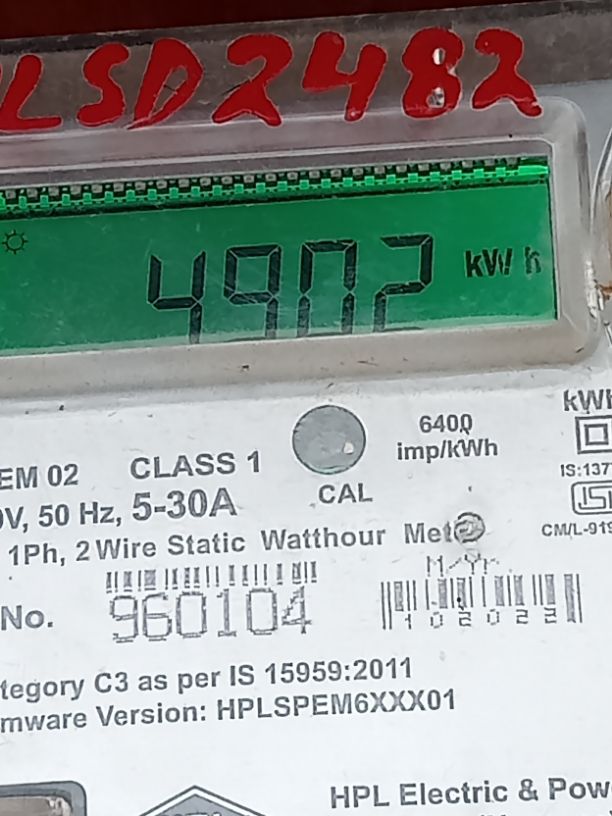 LSD2482
4902 kWh
6400
imp/kWh
kWh
EM 02 CLASS 1
CAL
V, 50 Hz, 5-30A
IS:137
1Ph, 2 Wire Static Watthour Meter
CM/L-919
M/Yr.
No. 960104
102022
tegory C3 as per IS 15959:2011
mware Version: HPLSPEM6XXX01
HPL Electric & Pow